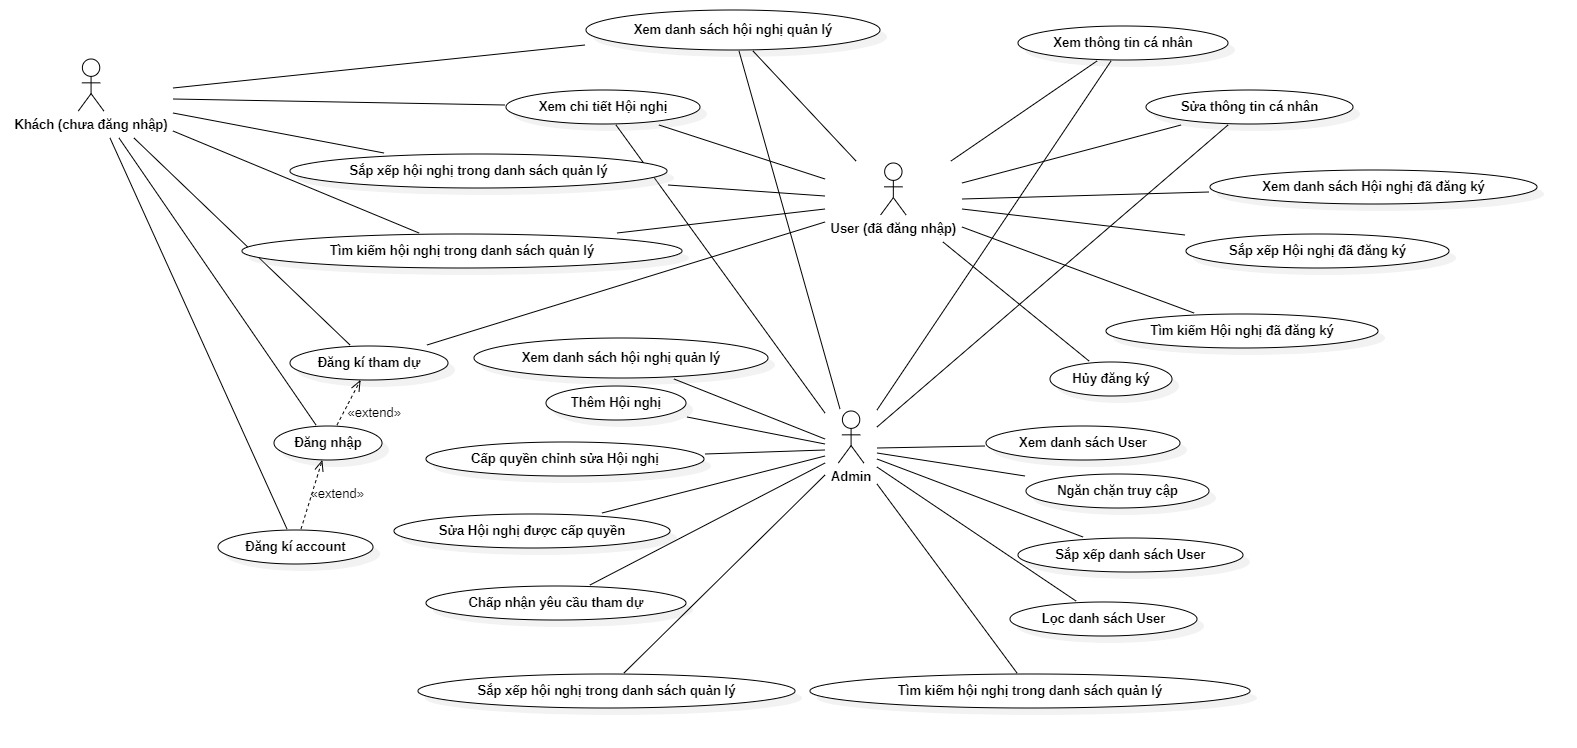 Xem danh sách hội nghị quản lý
Xem thông tin cá nhân
Khách (chưa đăng nhập)
Xem chi tiết Hội nghị
Sửa thông tin cá nhân
Sắp xếp hội nghị trong danh sách quản lý
Xem danh sách Hội nghị đã đăng ký
User (đã đăng nhập)
Tìm kiếm hội nghị trong danh sách quản lý
Sắp xếp Hội nghị đã đăng ký
Tìm kiếm Hội nghị đã đăng ký
Đăng kí tham dự
Xem danh sách hội nghị quản lý
Hủy đăng ký
Thêm Hội nghị
«extend»
Đăng nhập
Xem danh sách User
Cấp quyền chỉnh sửa Hội nghị
Admin
Ngăn chặn truy cập
«extend»
Sửa Hội nghị được cấp quyền
Đăng kí account
Sắp xếp danh sách User
Chấp nhận yêu cầu tham dự
Lọc danh sách User
Sắp xếp hội nghị trong danh sách quản lý
Tìm kiếm hội nghị trong danh sách quản lý